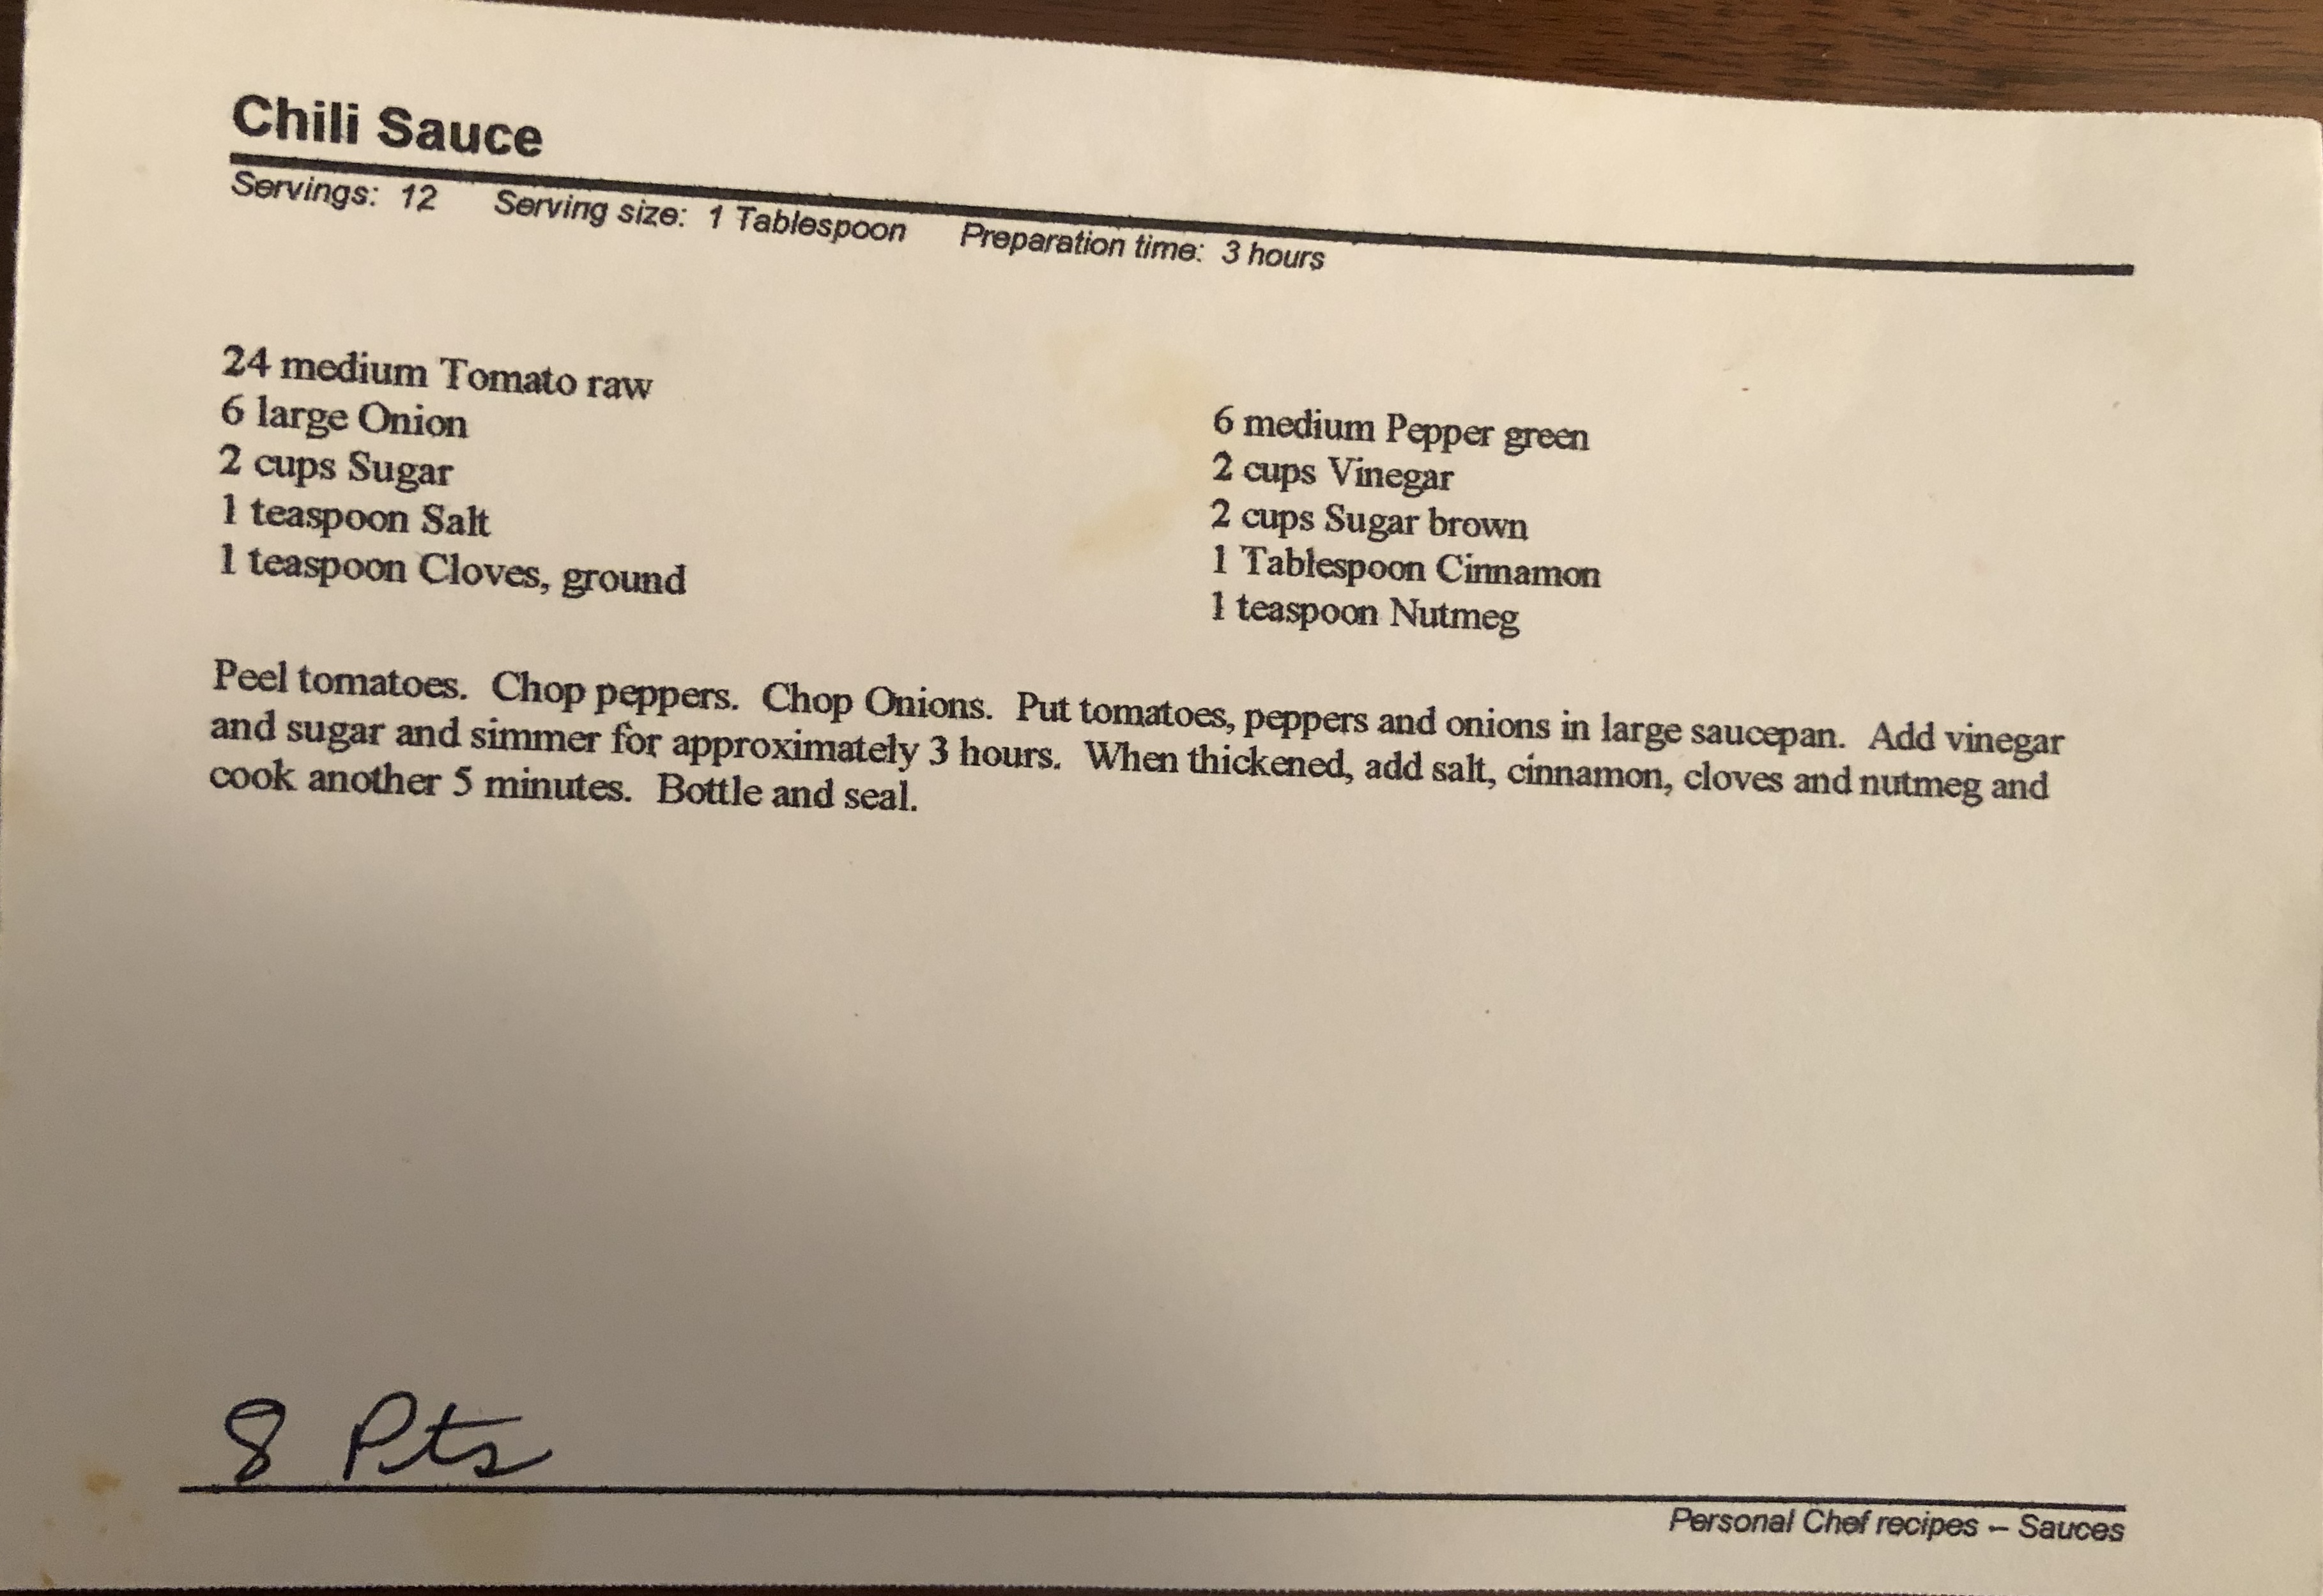 Chili Sauce
Servings: 12 Serving size: 1 Tablespoon Preparation time: 3 hours
24 medium Tomato raw
6 large Onion
2 cups Sugar
1 teaspoon Salt
1 teaspoon Cloves, ground
6 medium Pepper green
2 cups Vinegar
2 cups Sugar brown
1 Tablespoon Cinnamon
1 teaspoon Nutmeg
Peel tomatoes. Chop peppers. Chop Onions. Put tomatoes, peppers and onions in large saucepan. Add vinegar
and sugar and simmer for approximately 3 hours. When thickened, add salt, cinnamon, cloves and nutmeg and
cook another 5 minutes. Bottle and seal.
8 Pts
Personal Chef recipes – Sauces